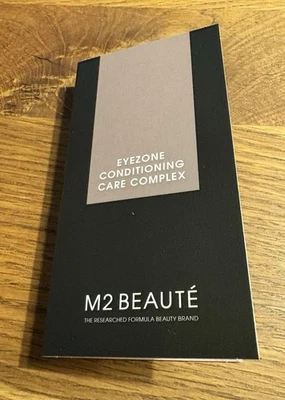 EYEZONE
CONDITIONING
CARE COMPLEX
M2 BEAUTÉ
THE RESEARCHED FORMULA BEAUTY BRAND